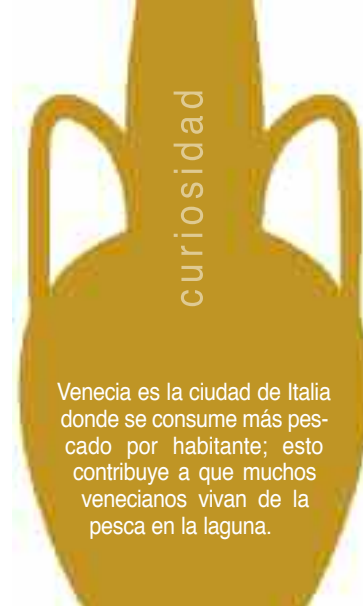 curiosidad
Venecia es la ciudad de Italia
donde se consume más pes-
cado por habitante; esto
contribuye a que muchos
venecianos vivan de la
pesca en la laguna.